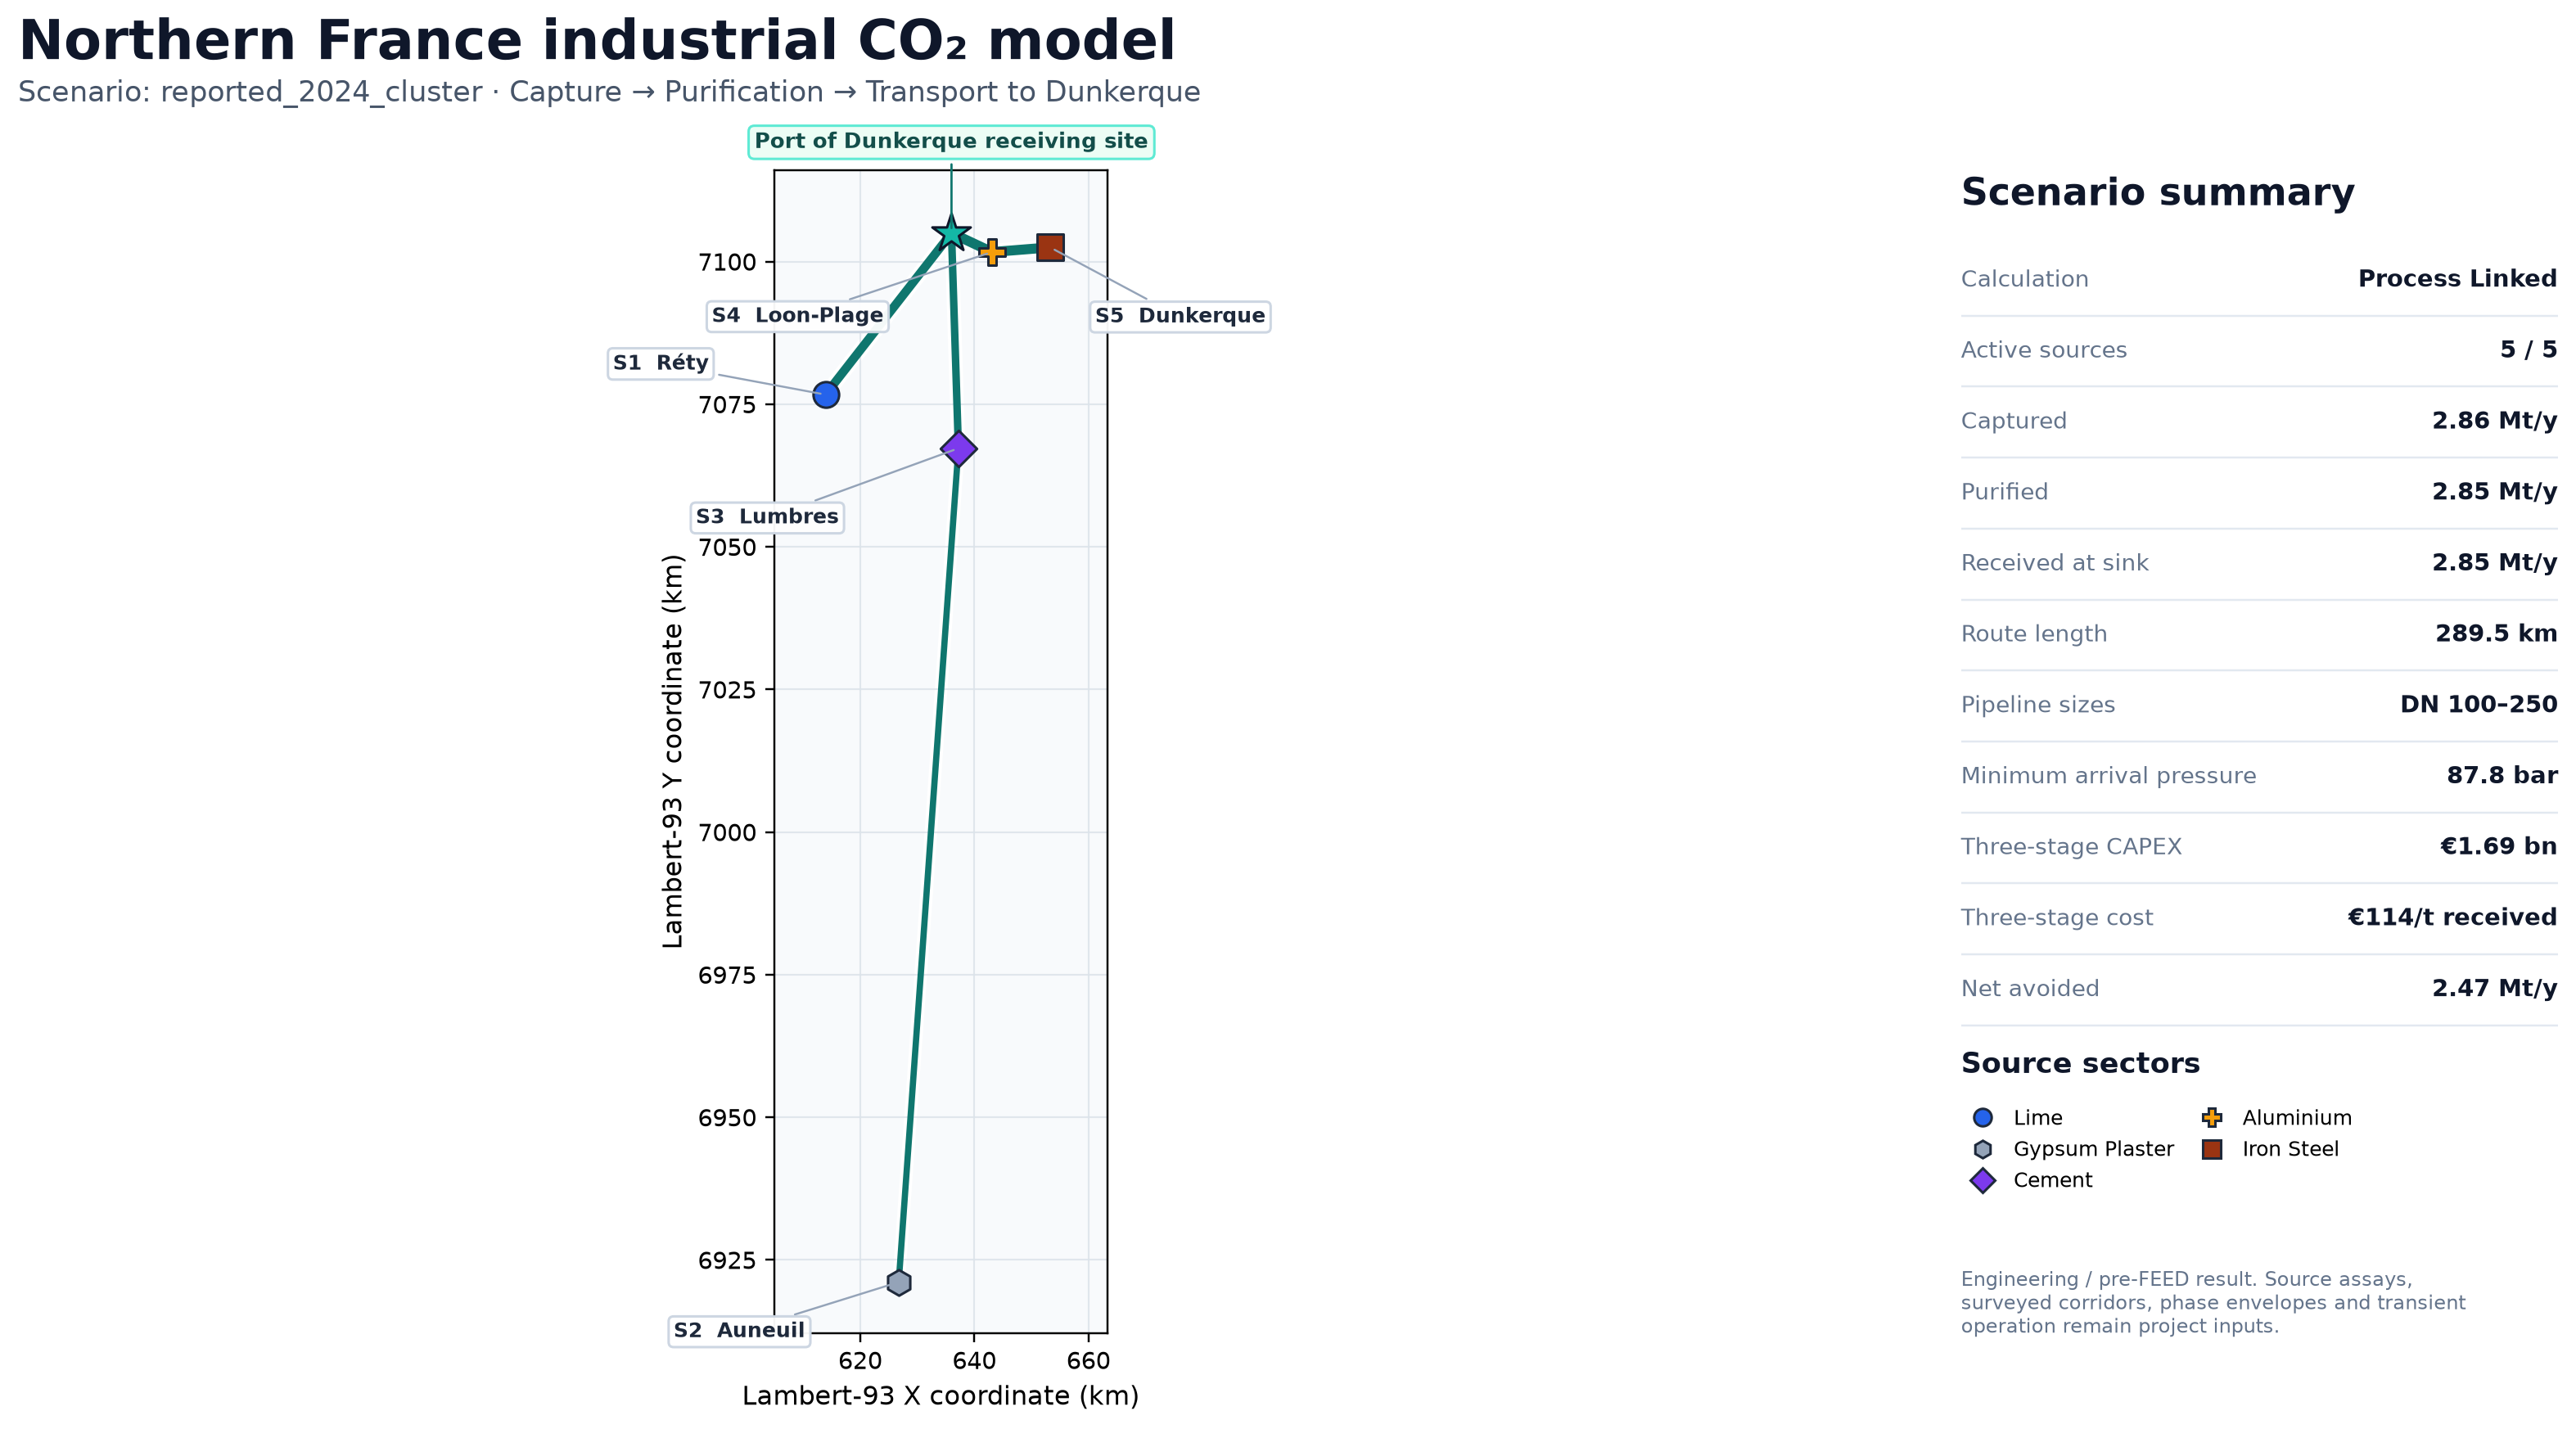 Northern France industrial CO₂ model
Scenario: reported_2024_cluster · Capture → Purification → Transport to Dunkerque
Port of Dunkerque receiving site
S4  Loon-Plage
S5  Dunkerque
S1  Réty
S3  Lumbres
S2  Auneuil
7100
7075
7050
7025
7000
6975
6950
6925
Lambert-93 Y coordinate (km)
620 640 660
Lambert-93 X coordinate (km)
Scenario summary
Calculation Process Linked
Active sources 5 / 5
Captured 2.86 Mt/y
Purified 2.85 Mt/y
Received at sink 2.85 Mt/y
Route length 289.5 km
Pipeline sizes DN 100–250
Minimum arrival pressure 87.8 bar
Three-stage CAPEX €1.69 bn
Three-stage cost €114/t received
Net avoided 2.47 Mt/y
Source sectors
Lime
Gypsum Plaster
Cement
Aluminium
Iron Steel
Engineering / pre-FEED result. Source assays,
surveyed corridors, phase envelopes and transient
operation remain project inputs.